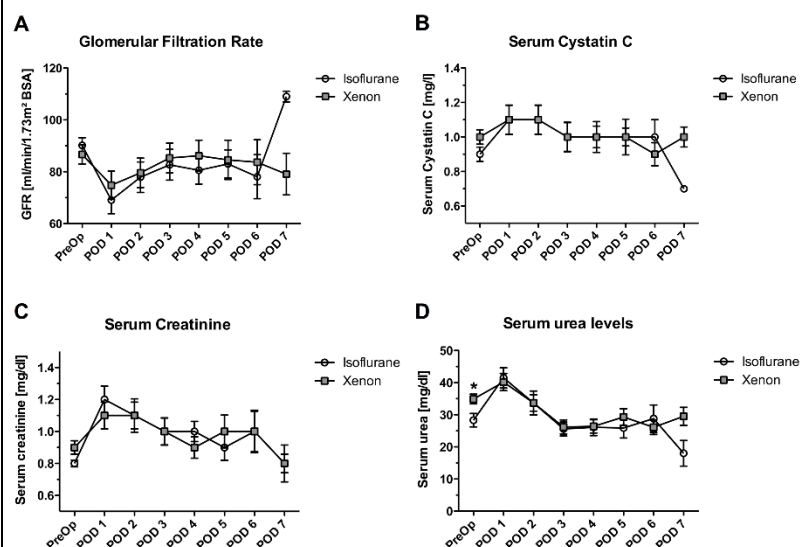 A
Glomerular Filtration Rate
GFR [ml/min/1.73m² BSA]
120
100
80
60
PreOp
POD 1
POD 2
POD 3
POD 4
POD 5
POD 6
POD 7
Isoflurane
Xenon
B
Serum Cystatin C
Serum Cystatin C [mg/l]
1.4
1.2
1.0
0.8
0.6
PreOp
POD 1
POD 2
POD 3
POD 4
POD 5
POD 6
POD 7
Isoflurane
Xenon
C
Serum Creatinine
Serum creatinine [mg/dl]
1.4
1.2
1.0
0.8
0.6
PreOp
POD 1
POD 2
POD 3
POD 4
POD 5
POD 6
POD 7
Isoflurane
Xenon
D
Serum urea levels
Serum urea [mg/dl]
50
40
30
20
10
0
*
PreOp
POD 1
POD 2
POD 3
POD 4
POD 5
POD 6
POD 7
Isoflurane
Xenon